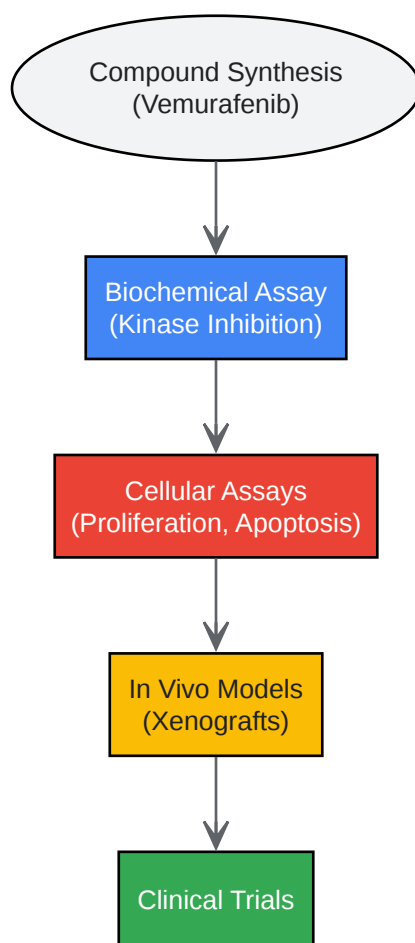 Compound Synthesis
(Vemurafenib)
Biochemical Assay
(Kinase Inhibition)
Cellular Assays
(Proliferation, Apoptosis)
In Vivo Models
(Xenografts)
Clinical Trials